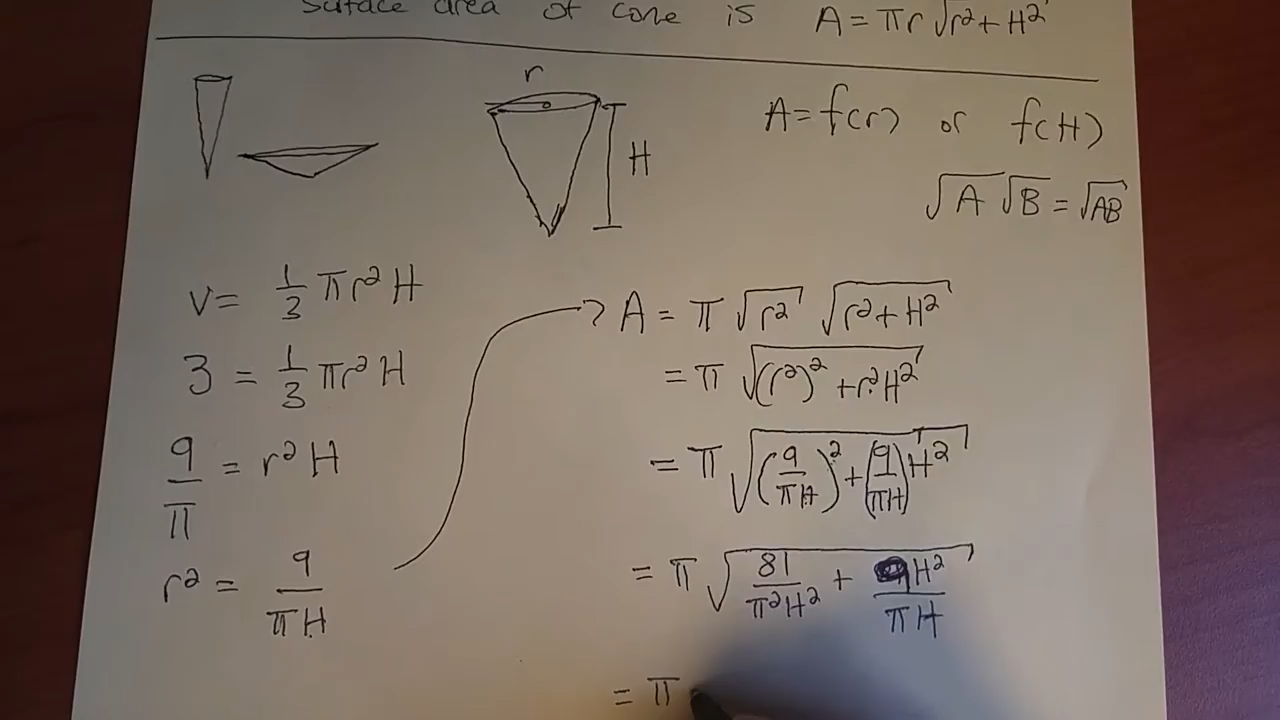 Surface area of cone is A = πr √r² + H²
r
H
A = f(r) or f(H)
√A √B = √AB
V = 1/3 πr²H
3 = 1/3 πr²H
9/π = r²H
r² = 9/πH
A = π √r² √r² + H²
= π √(r²)² + r²H²
= π √(9/πH)² + (9/πH)H²
= π √81/π²H² + 9H²/πH
= π